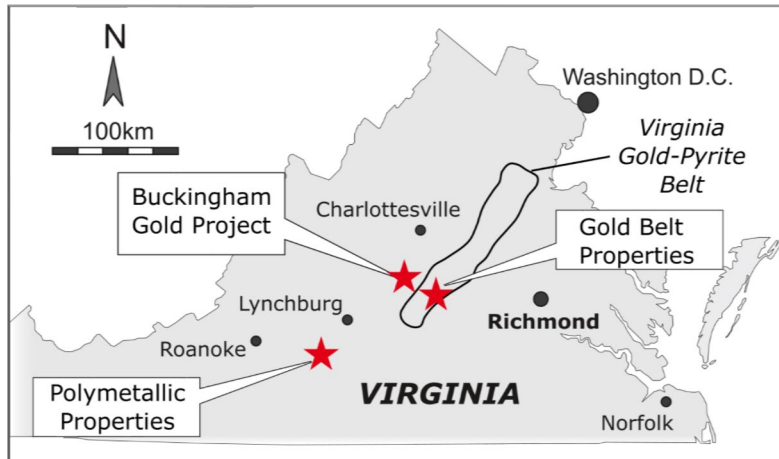 N
100km
Washington D.C.
Virginia
Gold-Pyrite
Belt
Buckingham
Gold Project
Charlottesville
Gold Belt
Properties
Lynchburg
Richmond
Roanoke
Polymetallic
Properties
VIRGINIA
Norfolk